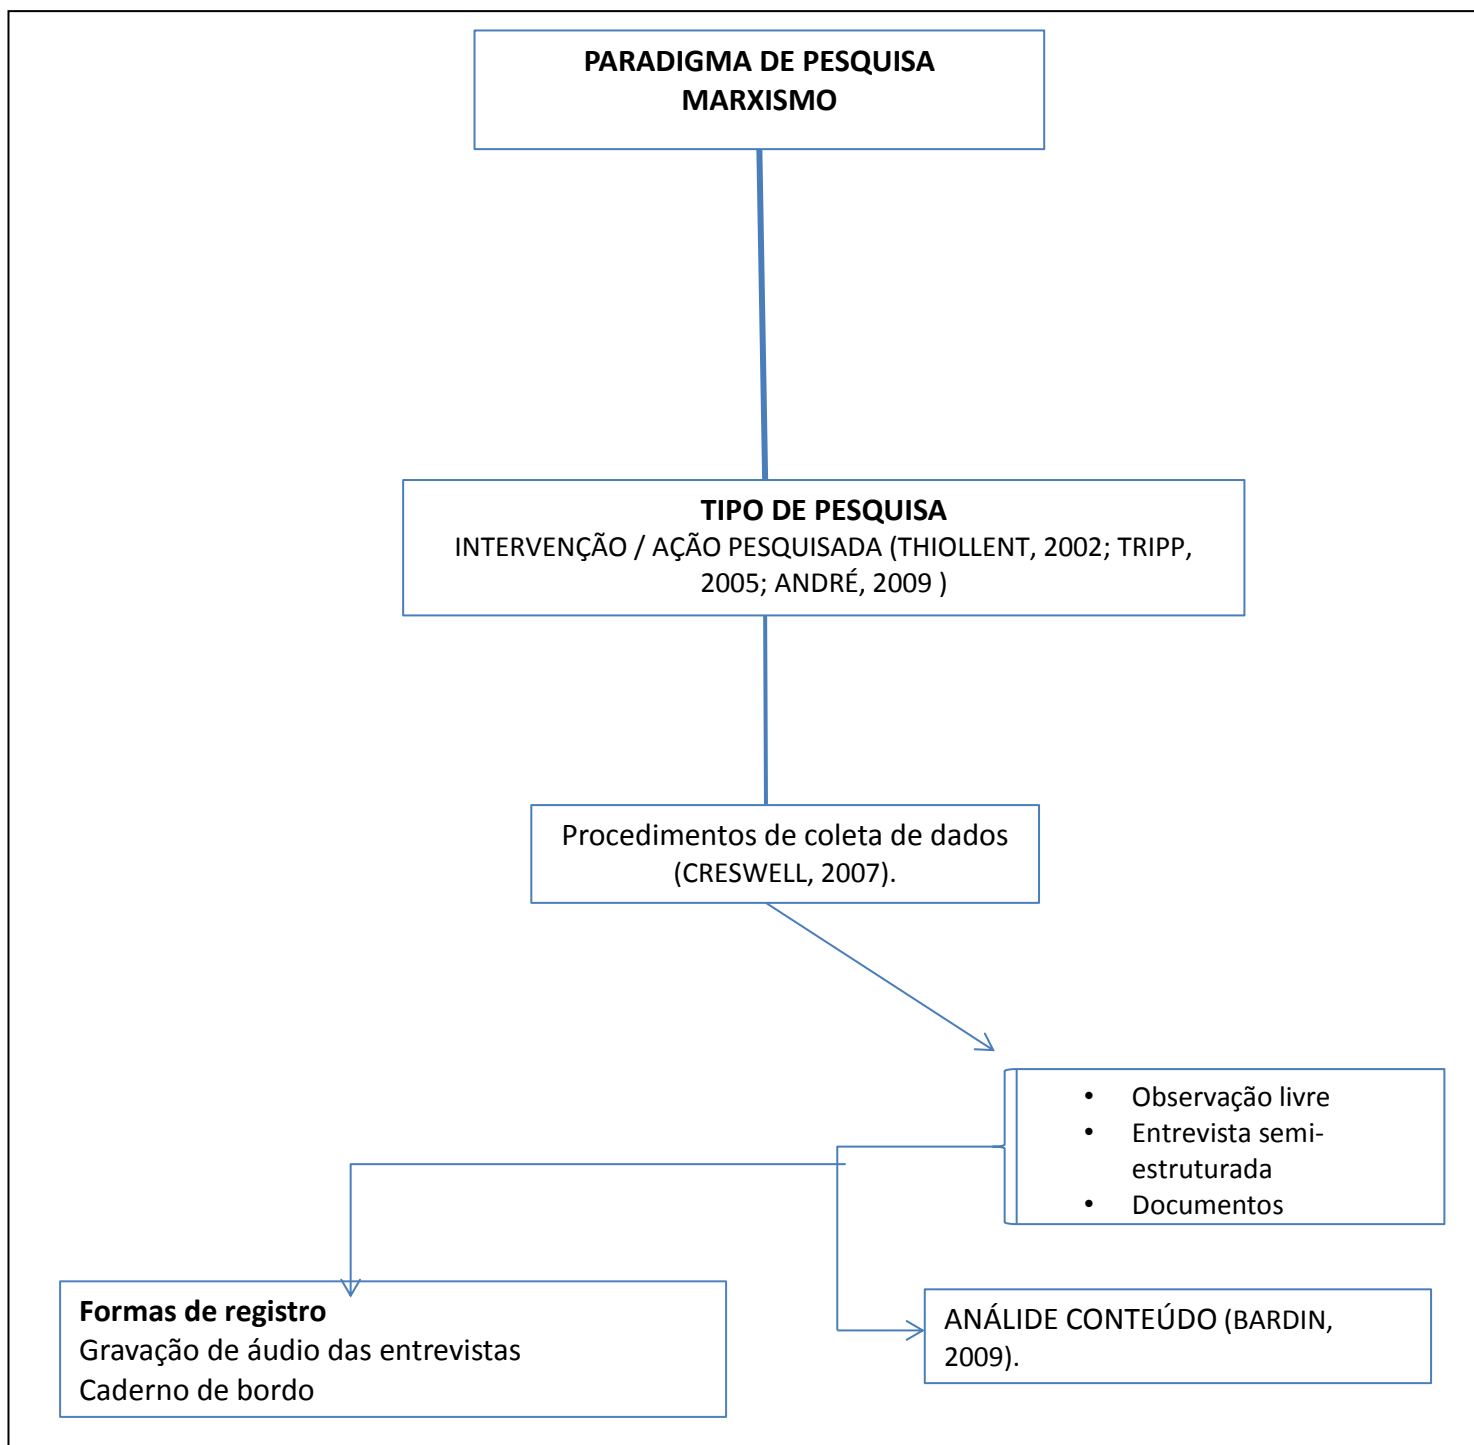 PARADIGMA DE PESQUISA
MARXISMO
TIPO DE PESQUISA
INTERVENÇÃO / AÇÃO PESQUISADA (THIOLLENT, 2002; TRIPP,
2005; ANDRÉ, 2009 )
Procedimentos de coleta de dados
(CRESWELL, 2007).
• Observação livre
• Entrevista semi-
estruturada
• Documentos
Formas de registro
Gravação de áudio das entrevistas
Caderno de bordo
ANÁLIDE CONTEÚDO (BARDIN,
2009).